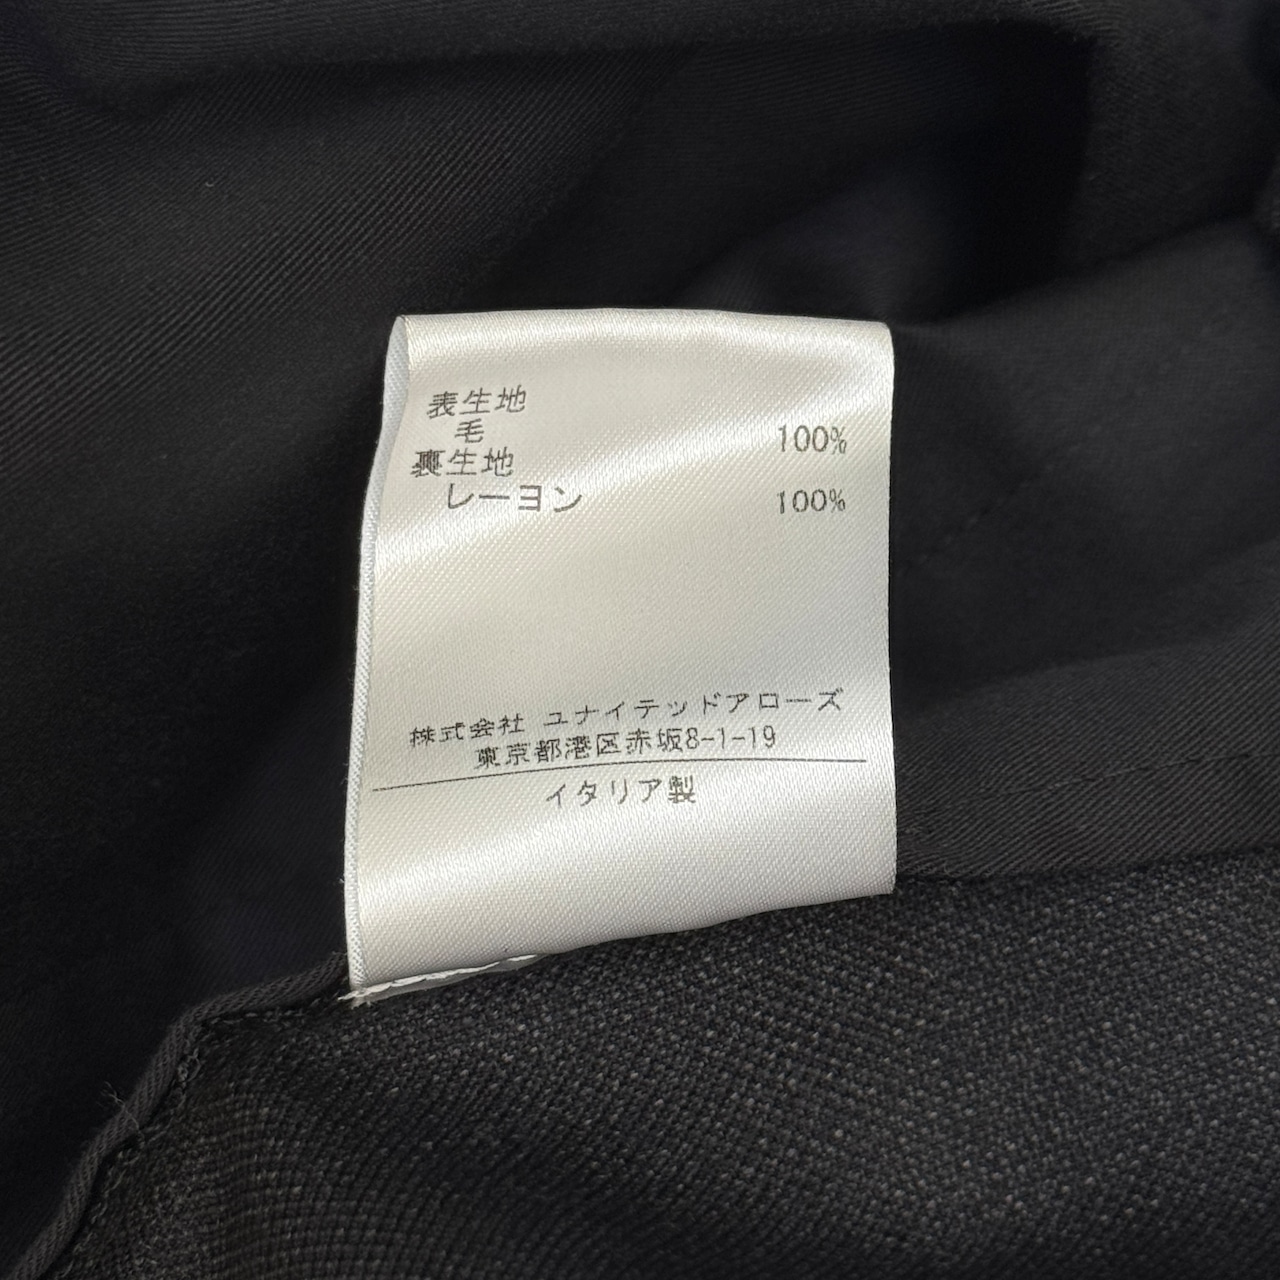 表生地
毛 100%
裏生地
レーヨン 100%
株式会社 ユナイテッドアローズ
東京都港区赤坂8-1-19
イタリア製